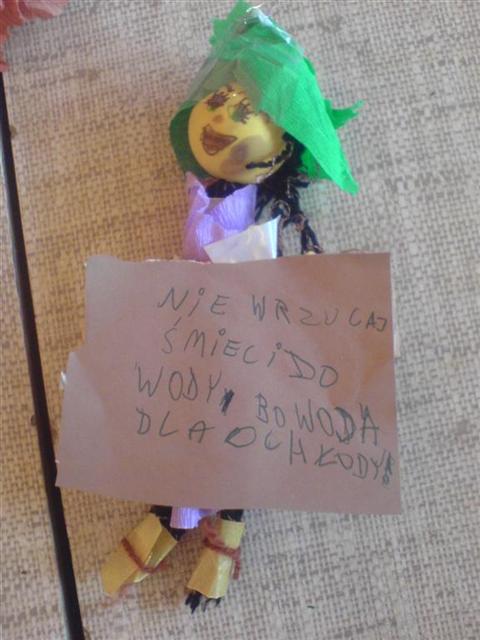 NIE WRZUCAJ
ŚMIECI DO
WODY, BO WODA
DLA OCHŁODY!